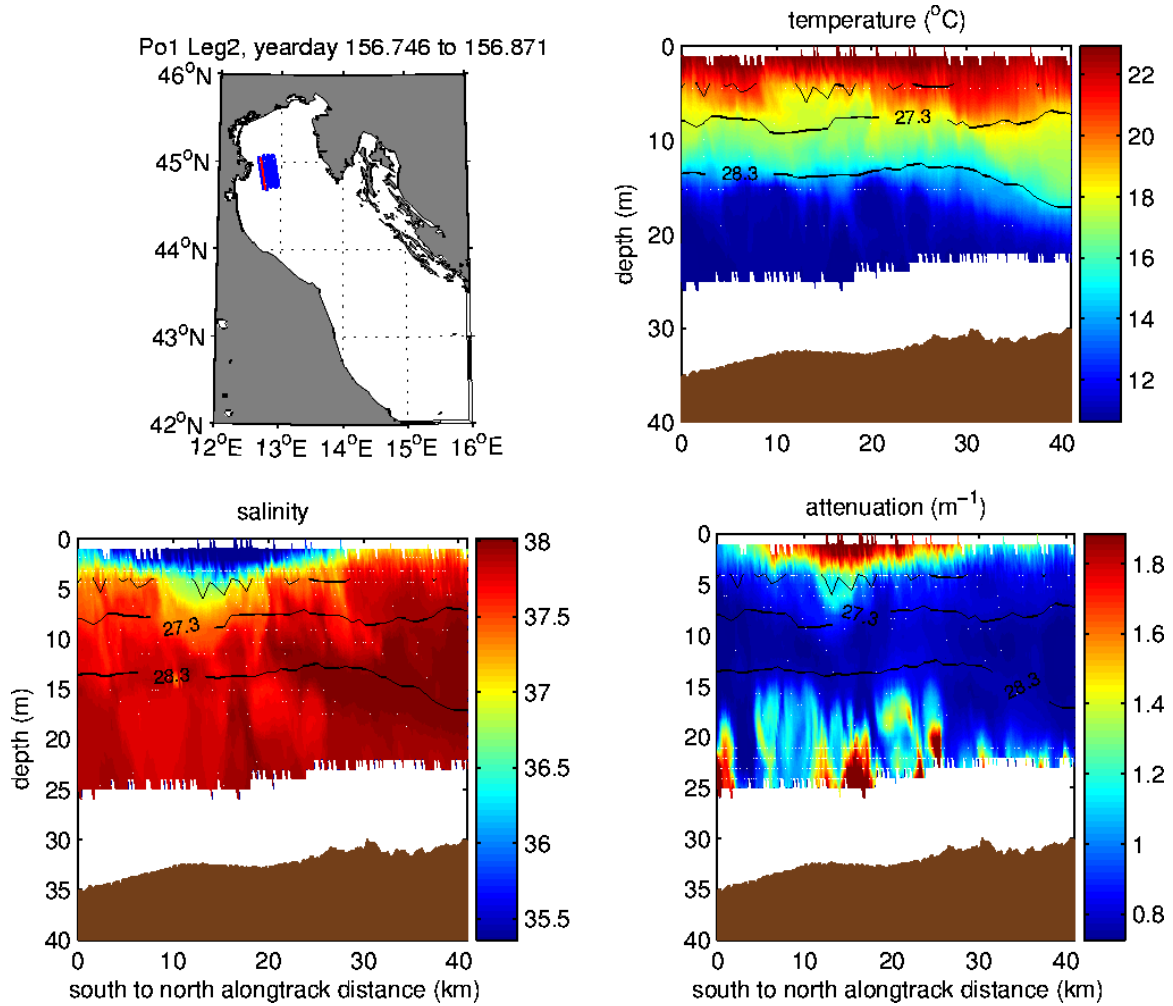 Po1 Leg2, yearday 156.746 to 156.871
46°N
45°N
44°N
43°N
42°N
12°E 13°E 14°E 15°E 16°E
temperature (°C)
0
10
20
30
40
depth (m)
27.3
28.3
0 10 20 30 40
22
20
18
16
14
12
salinity
0
5
10
15
20
25
30
35
40
depth (m)
27.3
28.3
0 10 20 30 40
south to north alongtrack distance (km)
38
37.5
37
36.5
36
35.5
attenuation (m⁻¹)
0
5
10
15
20
25
30
35
40
27.3
28.3
0 10 20 30 40
south to north alongtrack distance (km)
1.8
1.6
1.4
1.2
1
0.8